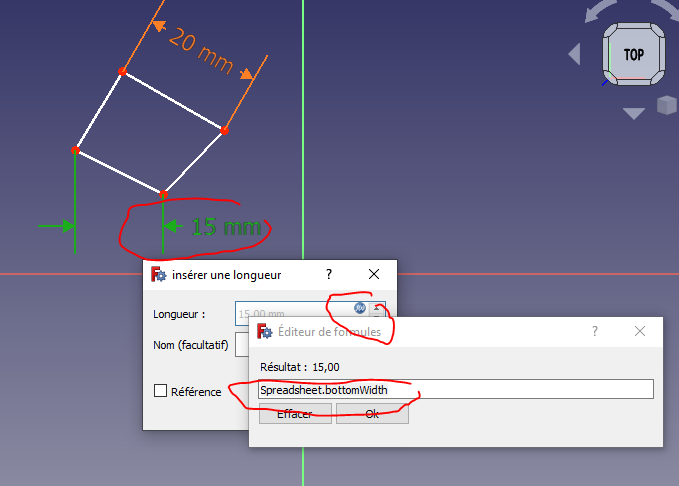 20 mm
TOP
15 mm
insérer une longueur ?
Longueur : 15,00 mm
Nom (facultatif)
Référence
Éditeur de formules ?
Résultat : 15,00
Spreadsheet.bottomWidth
Effacer Ok